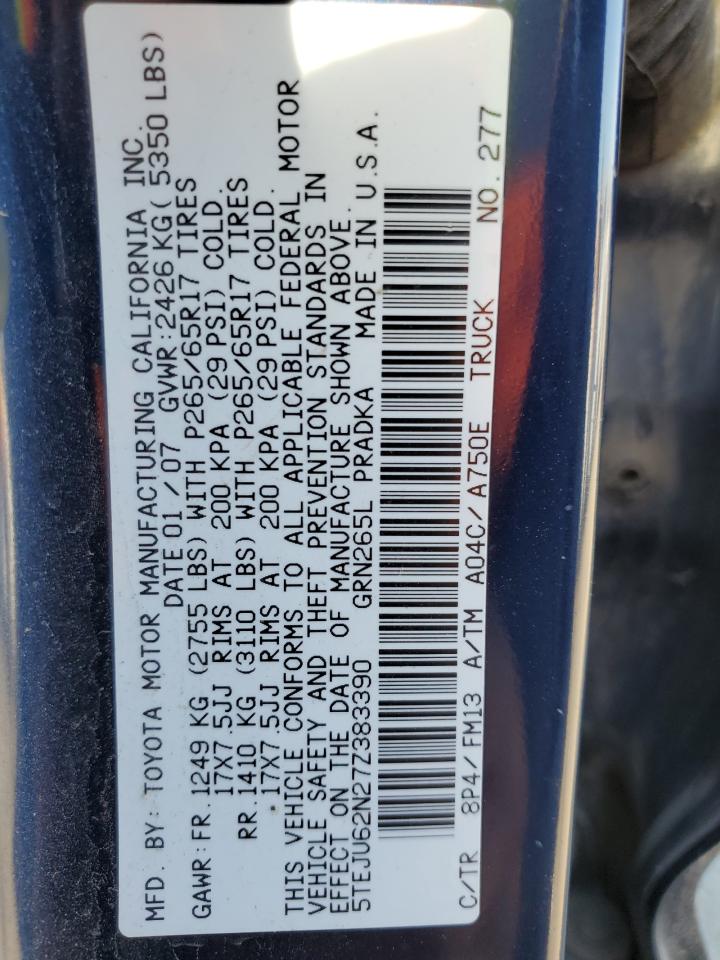 MFD. BY: TOYOTA MOTOR MANUFACTURING CALIFORNIA INC.
DATE 01 / 07 GVWR:2426 KG( 5350 LBS)
GAWR:FR.1249 KG (2755 LBS) WITH P265/65R17 TIRES
17X7.5JJ RIMS AT 200 KPA (29 PSI) COLD.
RR.1410 KG (3110 LBS) WITH P265/65R17 TIRES
17X7.5JJ RIMS AT 200 KPA (29 PSI) COLD.
THIS VEHICLE CONFORMS TO ALL APPLICABLE FEDERAL MOTOR
VEHICLE SAFETY AND THEFT PREVENTION STANDARDS IN
EFFECT ON THE DATE OF MANUFACTURE SHOWN ABOVE.
5TEJU62N27Z383390 GRN265L PRADKA MADE IN U.S.A.
C/TR 8P4/FM13 A/TM A04C/A750E TRUCK NO.277